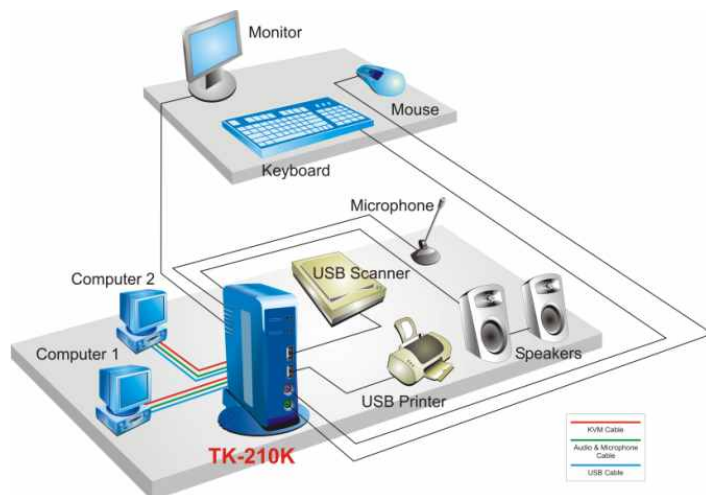 Monitor
Mouse
Keyboard
Microphone
USB Scanner
Computer 2
Computer 1
Speakers
USB Printer
TK-210K
KVM Cable
Audio & Microphone
Cable
USB Cable